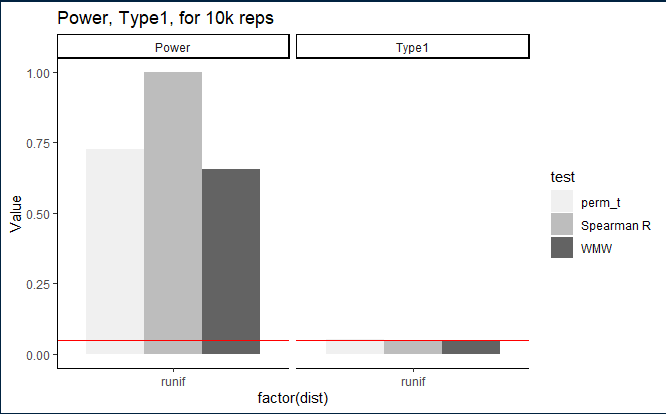 Power, Type1, for 10k reps
Power
Type1
1.00
0.75
0.50
0.25
0.00
Value
runif
runif
factor(dist)
test
perm_t
Spearman R
WMW